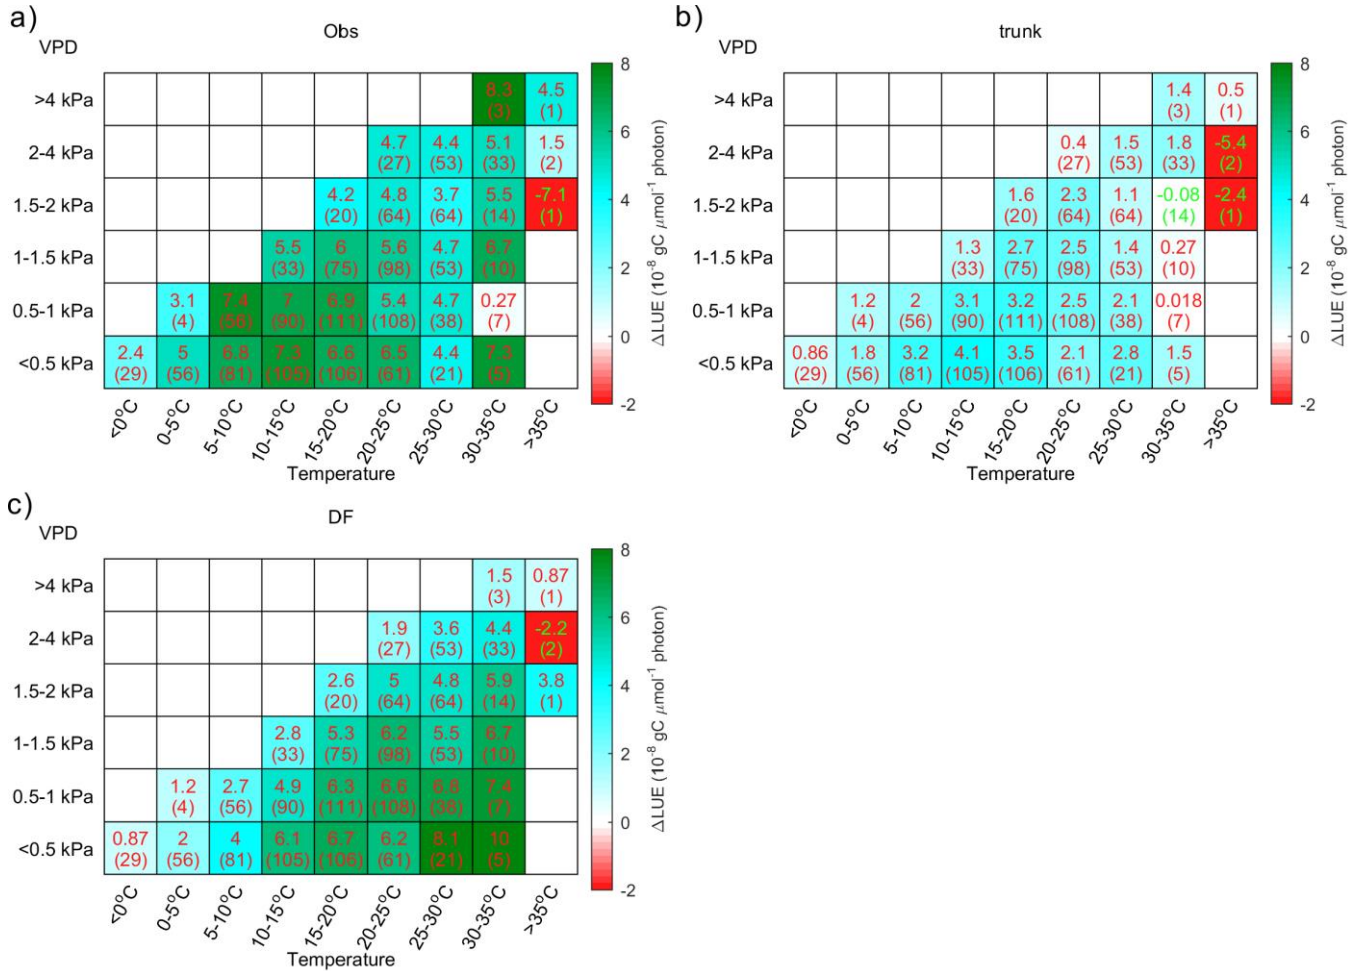 a)
Obs
VPD
>4 kPa
8.3 4.5
(3) (1)
2-4 kPa
4.7 4.4 5.1 1.5
(27) (53) (33) (2)
1.5-2 kPa
4.2 4.8 3.7 5.5 -7.1
(20) (64) (64) (14) (1)
1-1.5 kPa
5.5 6 5.6 4.7 6.7
(33) (75) (98) (53) (10)
0.5-1 kPa
3.1 7.4 7 6.9 5.4 4.7 0.27
(4) (56) (90) (111) (108) (38) (7)
<0.5 kPa
2.4 5 6.8 7.3 6.6 6.5 4.4 7.3
(29) (56) (81) (105) (106) (61) (21) (5)
<0°C 0-5°C 5-10°C 10-15°C 15-20°C 20-25°C 25-30°C 30-35°C >35°C
Temperature
8
6
4
2
0
-2
ΔLUE (10⁻⁸ gC μmol⁻¹ photon)
b)
trunk
VPD
>4 kPa
1.4 0.5
(3) (1)
2-4 kPa
0.4 1.5 1.8 -5.4
(27) (53) (33) (2)
1.5-2 kPa
1.6 2.3 1.1 -0.08 -2.4
(20) (64) (64) (14) (1)
1-1.5 kPa
1.3 2.7 2.5 1.4 0.27
(33) (75) (98) (53) (10)
0.5-1 kPa
1.2 2 3.1 3.2 2.5 2.1 0.018
(4) (56) (90) (111) (108) (38) (7)
<0.5 kPa
0.86 1.8 3.2 4.1 3.5 2.1 2.8 1.5
(29) (56) (81) (105) (106) (61) (21) (5)
<0°C 0-5°C 5-10°C 10-15°C 15-20°C 20-25°C 25-30°C 30-35°C >35°C
Temperature
8
6
4
2
0
-2
ΔLUE (10⁻⁸ gC μmol⁻¹ photon)
c)
DF
VPD
>4 kPa
1.5 0.87
(3) (1)
2-4 kPa
1.9 3.6 4.4 -2.2
(27) (53) (33) (2)
1.5-2 kPa
2.6 5 4.8 5.9 3.8
(20) (64) (64) (14) (1)
1-1.5 kPa
2.8 5.3 6.2 5.5 6.7
(33) (75) (98) (53) (10)
0.5-1 kPa
1.2 2.7 4.9 6.3 6.6 6.8 7.4
(4) (56) (90) (111) (108) (38) (7)
<0.5 kPa
0.87 2 4 6.1 6.7 6.2 8.1 10
(29) (56) (81) (105) (106) (61) (21) (5)
<0°C 0-5°C 5-10°C 10-15°C 15-20°C 20-25°C 25-30°C 30-35°C >35°C
Temperature
8
6
4
2
0
-2
ΔLUE (10⁻⁸ gC μmol⁻¹ photon)